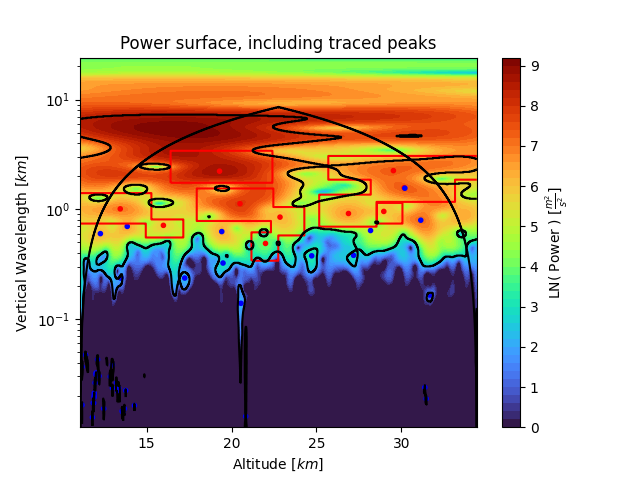 Power surface, including traced peaks
Vertical Wavelength [km]
10¹
10⁰
10⁻¹
15 20 25 30
Altitude [km]
9
8
7
6
5
4
3
2
1
0
LN( Power ) [m²/s²]